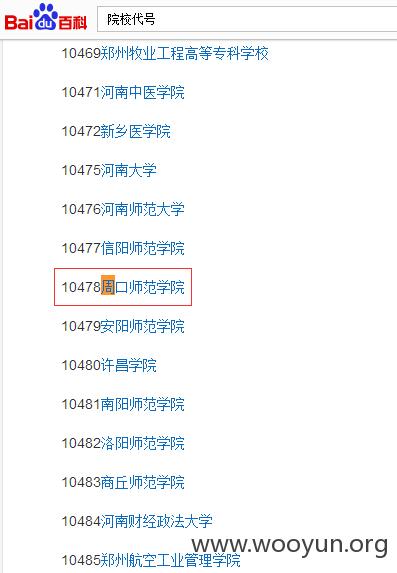 Bai du 百科 院校代号
10469郑州牧业工程高等专科学校
10471河南中医学院
10472新乡医学院
10475河南大学
10476河南师范大学
10477信阳师范学院
10478周口师范学院
10479安阳师范学院
10480许昌学院
10481南阳师范学院
10482洛阳师范学院
10483商丘师范学院
10484河南财经政法大学
10485郑州航空工业管理学院
www.wooyun.org